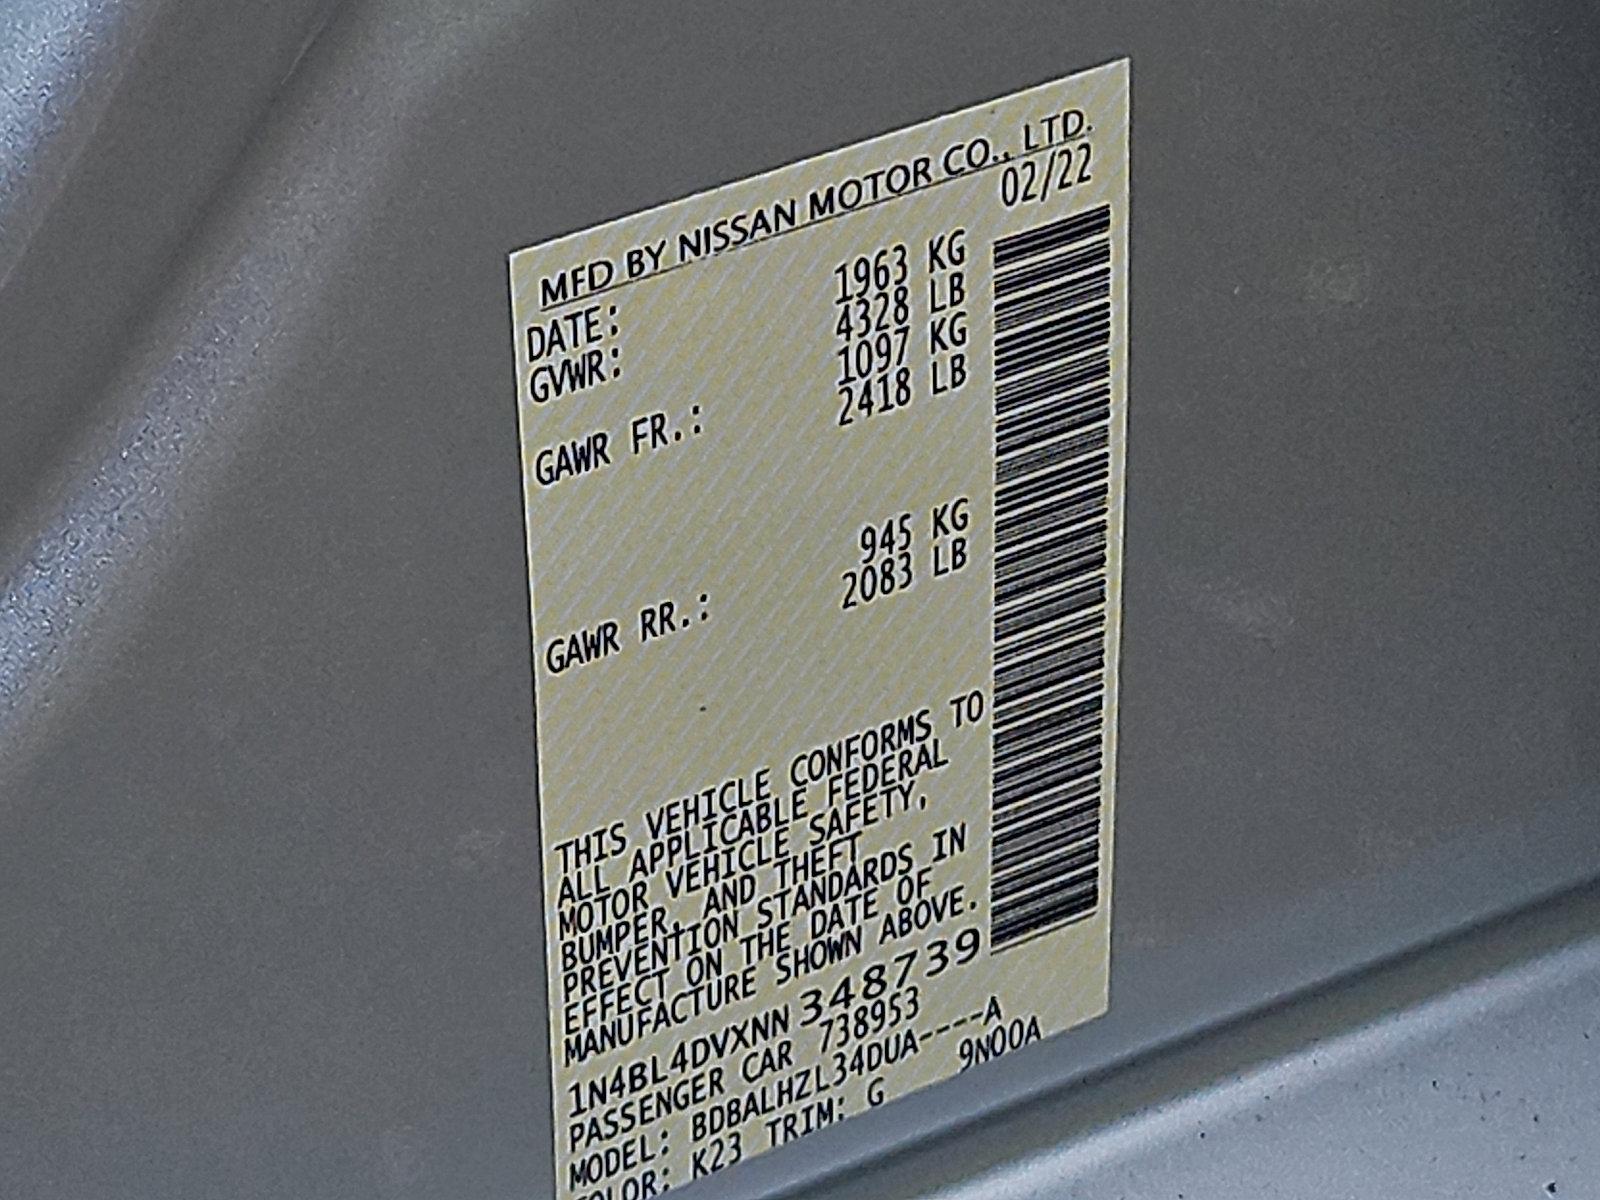 MFD BY NISSAN MOTOR CO., LTD.
DATE: 02/22
GVWR: 1963 KG
4328 LB
GAWR FR.: 1097 KG
2418 LB
GAWR RR.: 945 KG
2083 LB
THIS VEHICLE CONFORMS TO
ALL APPLICABLE FEDERAL
MOTOR VEHICLE SAFETY,
BUMPER, AND THEFT
PREVENTION STANDARDS IN
EFFECT ON THE DATE OF
MANUFACTURE SHOWN ABOVE.
1N4BL4DVXNN348739
PASSENGER CAR 738953
MODEL: BDBALHZL34DUA----A
COLOR: K23 TRIM: G 9N00A